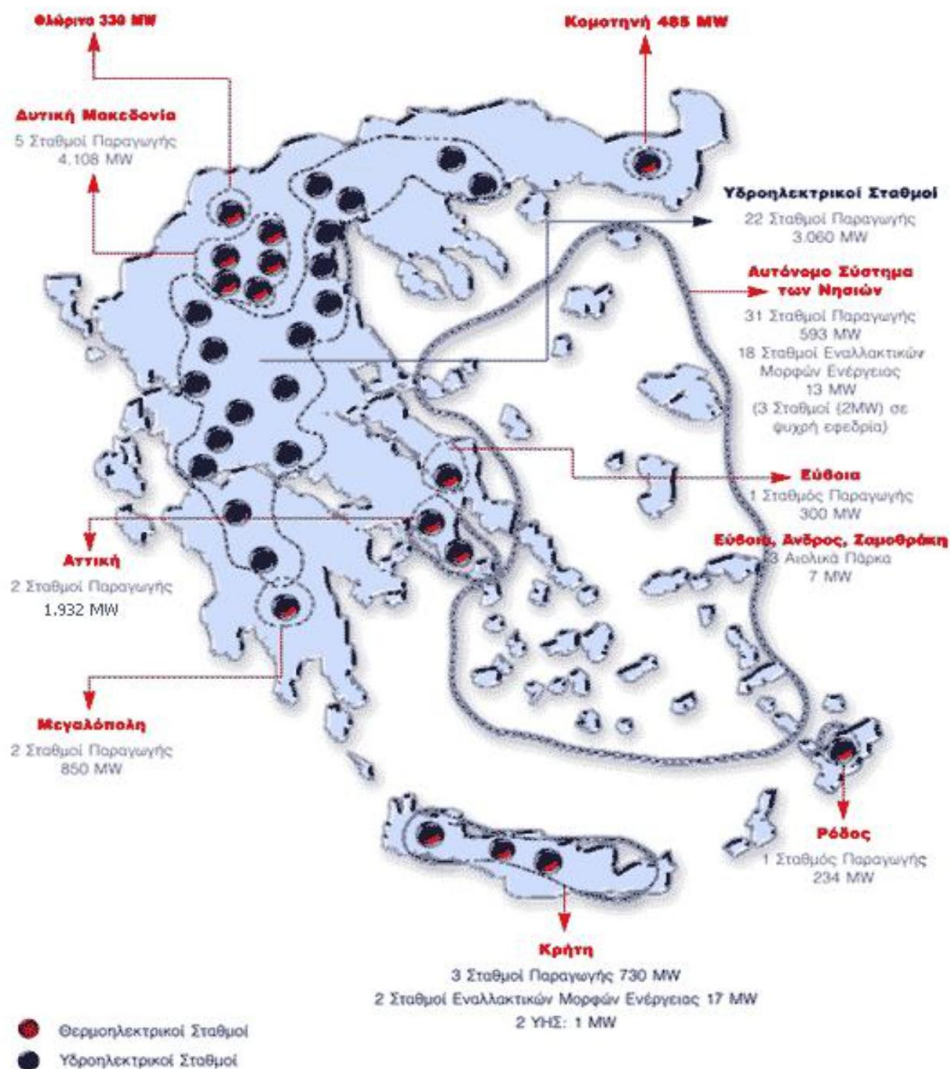 Φλώρινα 330 MW
Κομοτηνή 485 MW
Δυτική Μακεδονία
5 Σταθμοί Παραγωγής
4.108 MW
Υδροηλεκτρικοί Σταθμοί
22 Σταθμοί Παραγωγής
3.060 MW
Αυτόνομο Σύστημα
των Νησιών
31 Σταθμοί Παραγωγής
593 MW
18 Σταθμοί Εναλλακτικών
Μορφών Ενέργειας
13 MW
(3 Σταθμοί (2MW) σε
ψυχρή εφεδρία)
Εύβοια
1 Σταθμός Παραγωγής
300 MW
Εύβοια, Άνδρος, Σαμοθράκη
3 Αιολικά Πάρκα
7 MW
Αττική
2 Σταθμοί Παραγωγής
1.932 MW
Μεγαλόπολη
2 Σταθμοί Παραγωγής
850 MW
Ρόδος
1 Σταθμός Παραγωγής
234 MW
Κρήτη
3 Σταθμοί Παραγωγής 730 MW
2 Σταθμοί Εναλλακτικών Μορφών Ενέργειας 17 MW
2 ΥΗΣ: 1 MW
Θερμοηλεκτρικοί Σταθμοί
Υδροηλεκτρικοί Σταθμοί